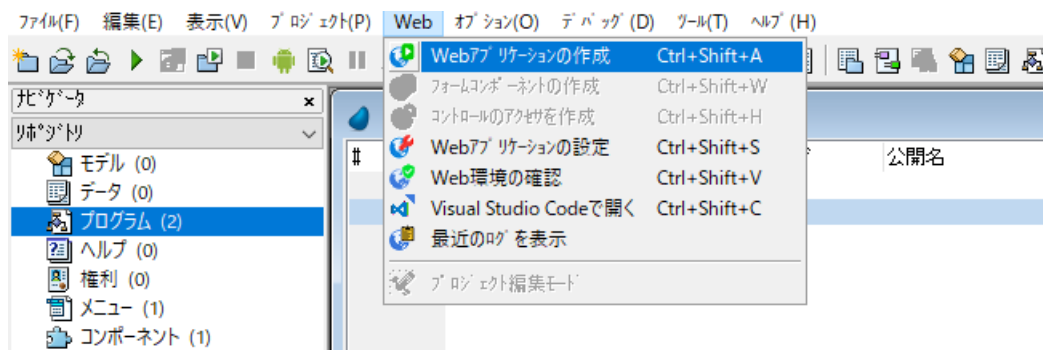 ﾌｧｲﾙ(F) 編集(E) 表示(V) ﾌﾟﾛｼﾞｪｸﾄ(P) Web ｵﾌﾟｼｮﾝ(O) ﾃﾞﾊﾞｯｸﾞ(D) ﾂｰﾙ(T) ﾍﾙﾌﾟ(H)
ﾅﾋﾞｹﾞｰﾀ
ﾘﾎﾟｼﾞﾄﾘ
モデル (0)
データ (0)
プログラム (2)
ヘルプ (0)
権利 (0)
メニュー (1)
コンポーネント (1)
Webｱﾌﾟﾘｹｰｼｮﾝの作成 Ctrl+Shift+A
ﾌｫｰﾑｺﾝﾎﾟｰﾈﾝﾄの作成 Ctrl+Shift+W
ｺﾝﾄﾛｰﾙのｱｸｾｻを作成 Ctrl+Shift+H
Webｱﾌﾟﾘｹｰｼｮﾝの設定 Ctrl+Shift+S
Web環境の確認 Ctrl+Shift+V
Visual Studio Codeで開く Ctrl+Shift+C
最近のﾛｸﾞを表示
ﾌﾟﾛｼﾞｪｸﾄ編集ﾓｰﾄﾞ
#
公開名